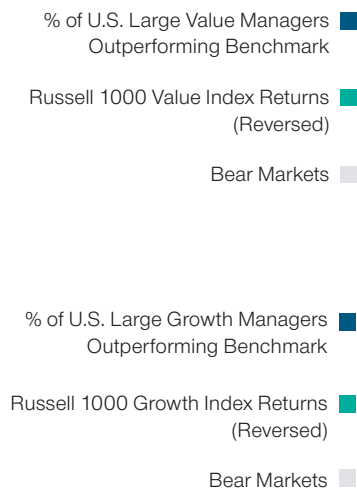 % of U.S. Large Value Managers
Outperforming Benchmark
Russell 1000 Value Index Returns
(Reversed)
Bear Markets
% of U.S. Large Growth Managers
Outperforming Benchmark
Russell 1000 Growth Index Returns
(Reversed)
Bear Markets